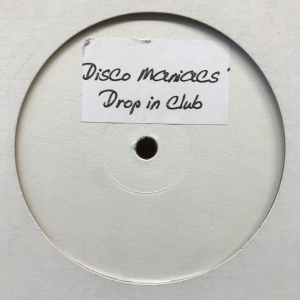 Disco Maniacs'
Drop in Club